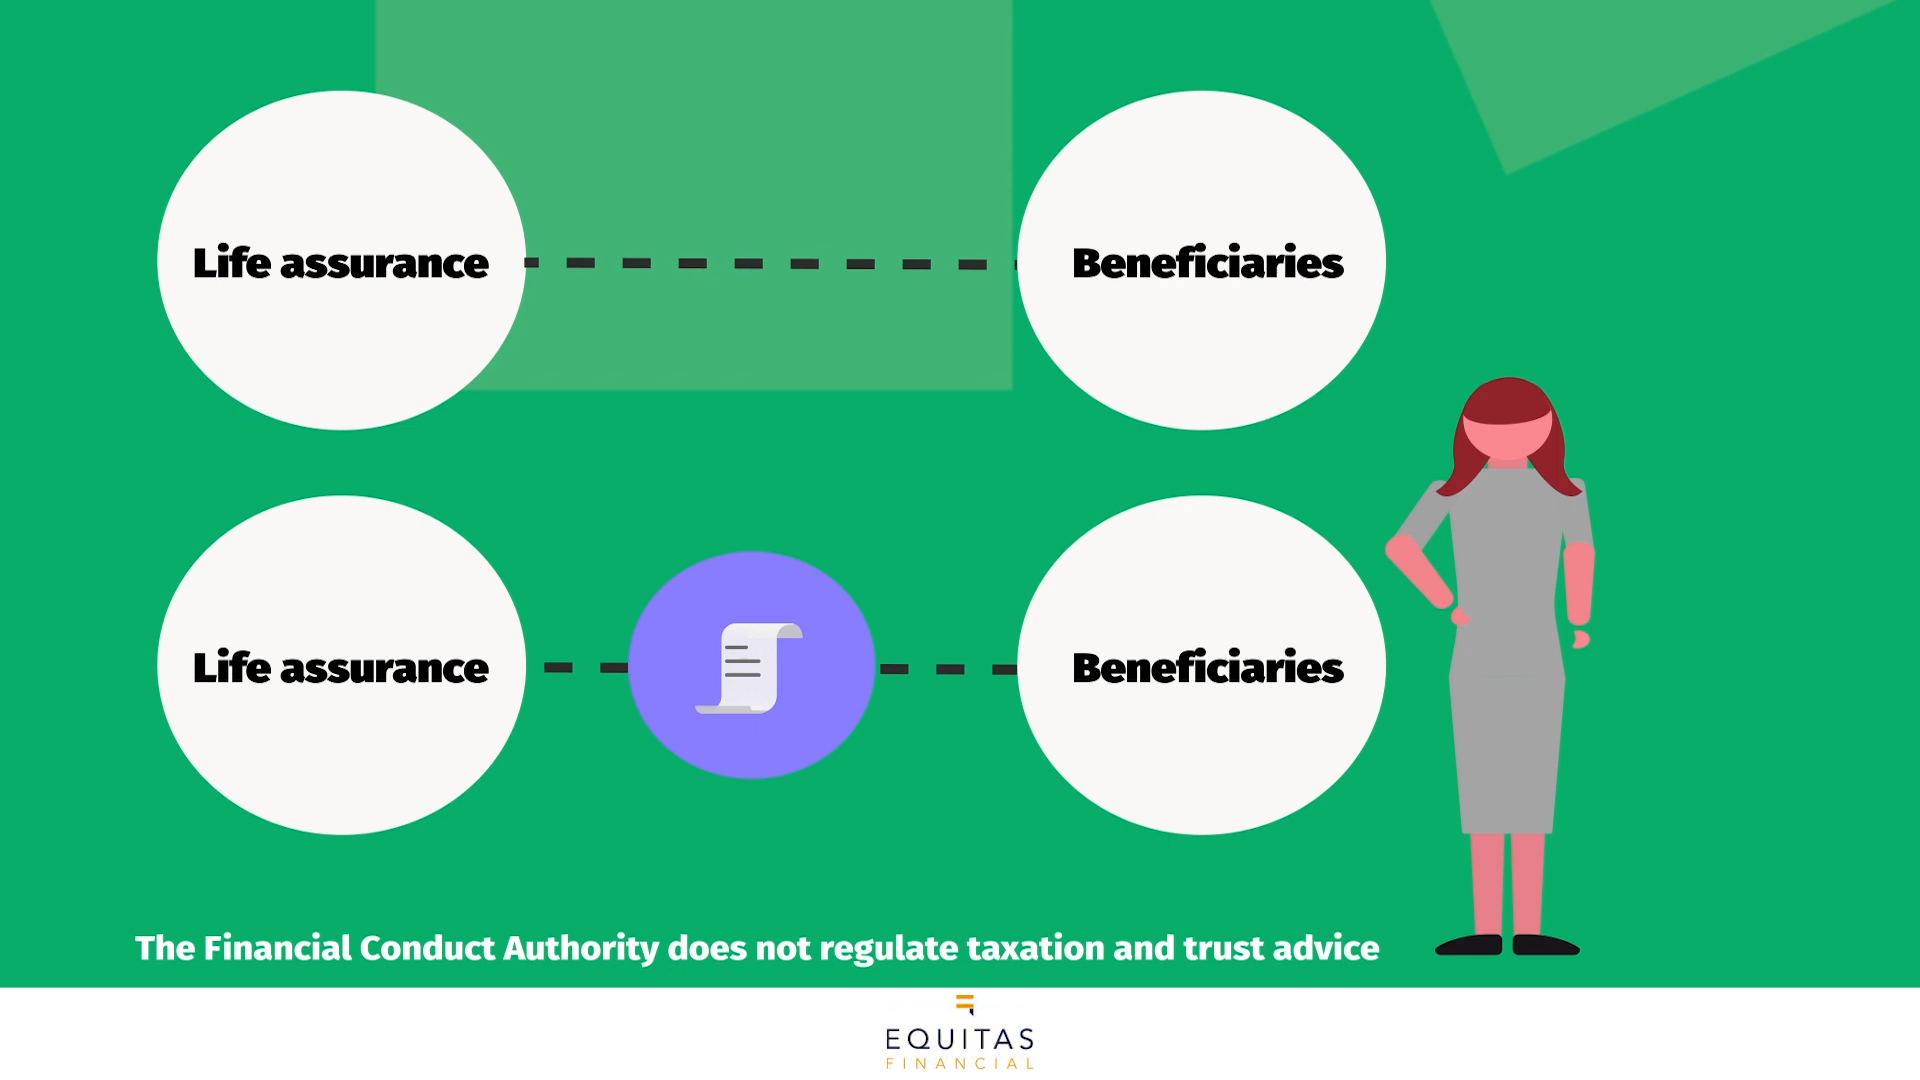 Life assurance
Beneficiaries
Life assurance
Beneficiaries
The Financial Conduct Authority does not regulate taxation and trust advice
EQUITAS
FINANCIAL